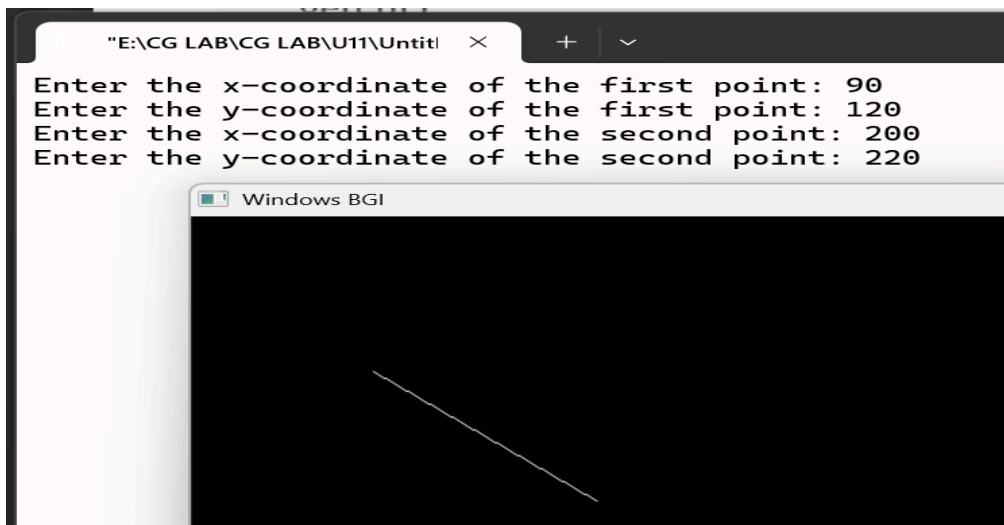 "E:\CG LAB\CG LAB\U11\Untitl
Enter the x-coordinate of the first point: 90
Enter the y-coordinate of the first point: 120
Enter the x-coordinate of the second point: 200
Enter the y-coordinate of the second point: 220
Windows BGI